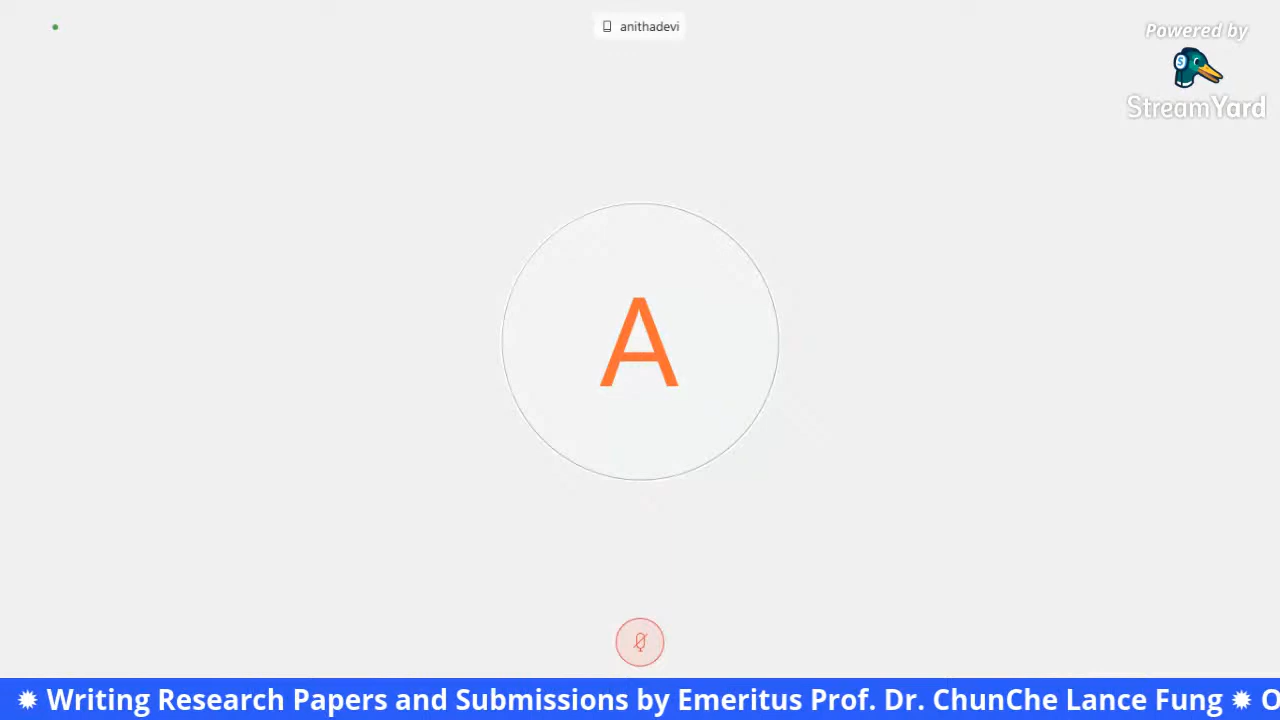 anithadevi
Powered by
S
StreamYard
A
✹ Writing Research Papers and Submissions by Emeritus Prof. Dr. ChunChe Lance Fung ✹ O